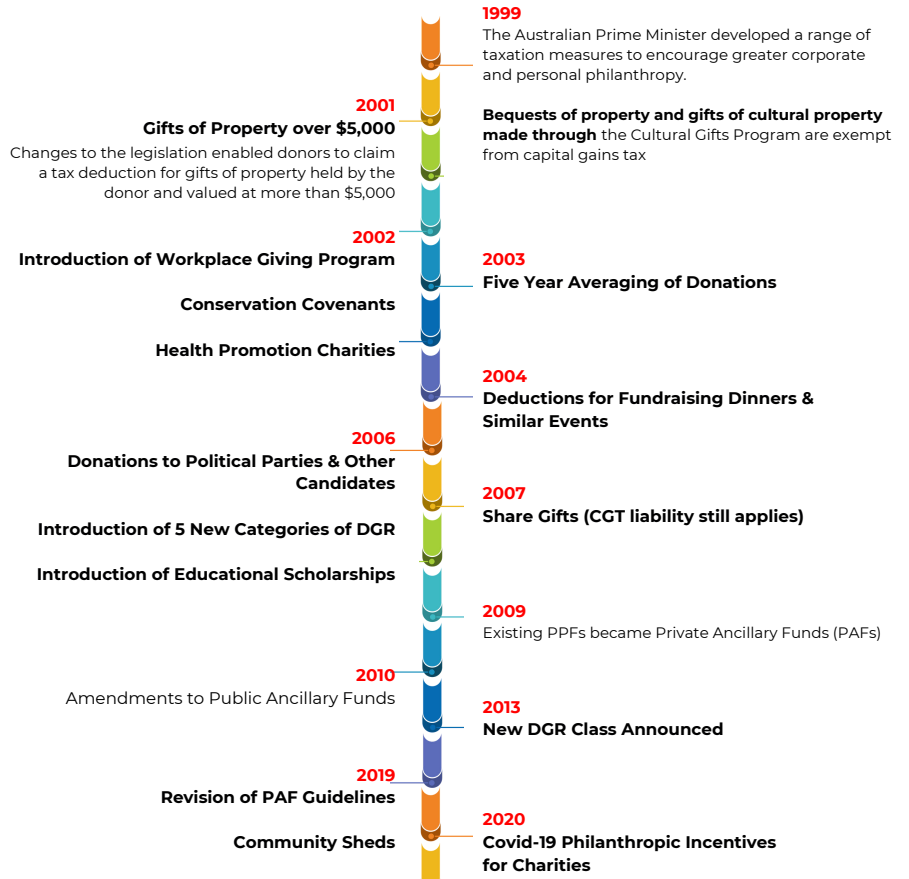 1999
The Australian Prime Minister developed a range of
taxation measures to encourage greater corporate
and personal philanthropy.
Bequests of property and gifts of cultural property
made through the Cultural Gifts Program are exempt
from capital gains tax
2001
Gifts of Property over $5,000
Changes to the legislation enabled donors to claim
a tax deduction for gifts of property held by the
donor and valued at more than $5,000
2002
Introduction of Workplace Giving Program
Conservation Covenants
Health Promotion Charities
2003
Five Year Averaging of Donations
2004
Deductions for Fundraising Dinners &
Similar Events
2006
Donations to Political Parties & Other
Candidates
Introduction of 5 New Categories of DGR
Introduction of Educational Scholarships
2007
Share Gifts (CGT liability still applies)
2009
Existing PPFs became Private Ancillary Funds (PAFs)
2010
Amendments to Public Ancillary Funds
2013
New DGR Class Announced
2019
Revision of PAF Guidelines
Community Sheds
2020
Covid-19 Philanthropic Incentives
for Charities